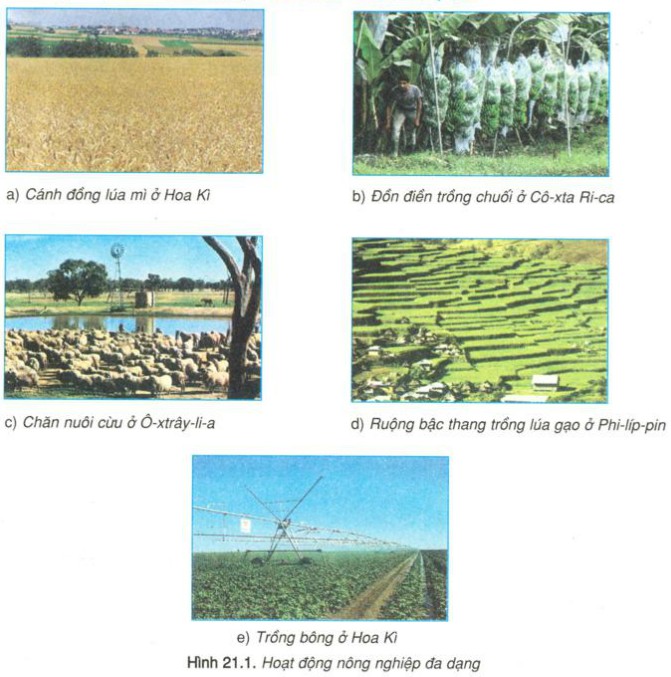 a) Cánh đồng lúa mì ở Hoa Kì
b) Đồn điền trồng chuối ở Cô-xta Ri-ca
c) Chăn nuôi cừu ở Ô-xtrây-li-a
d) Ruộng bậc thang trồng lúa gạo ở Phi-líp-pin
e) Trồng bông ở Hoa Kì
Hình 21.1. Hoạt động nông nghiệp đa dạng